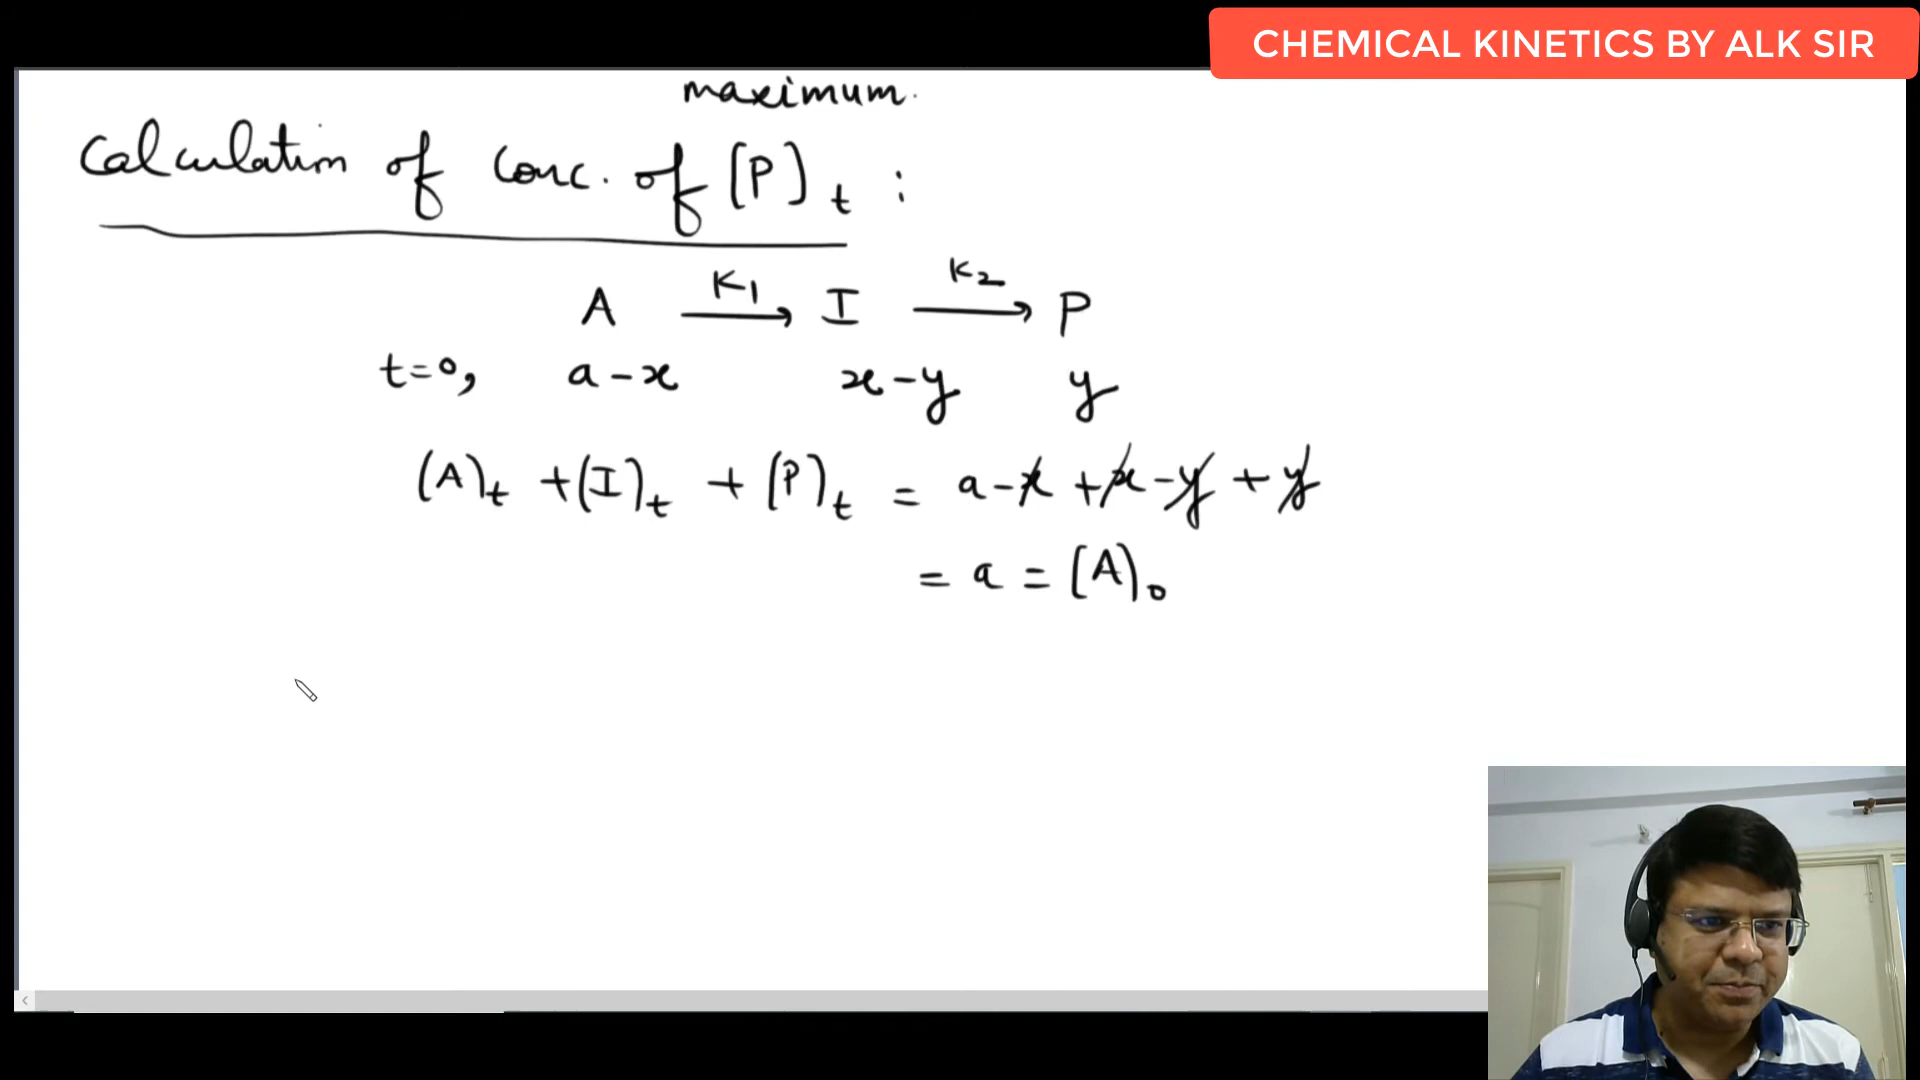 CHEMICAL KINETICS BY ALK SIR
maximum.
Calculation of Conc. of [P]t :
A K1⟶ I K2⟶ P
t=0, a-x x-y y
(A)t + (I)t + (P)t = a-x + x-y + y
= a = (A)0